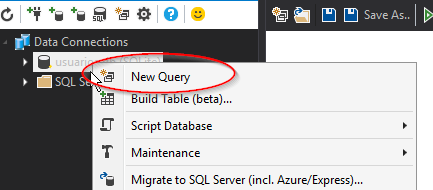 Save As...
Data Connections
SQL Se
New Query
Build Table (beta)...
Script Database
Maintenance
Migrate to SQL Server (incl. Azure/Express)...